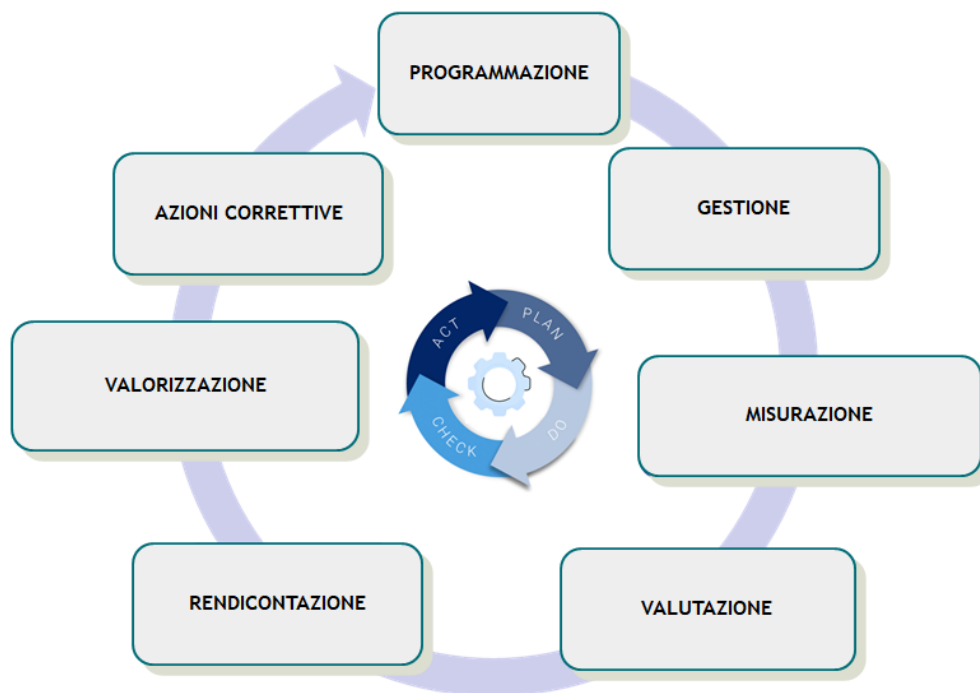 PROGRAMMAZIONE
GESTIONE
MISURAZIONE
VALUTAZIONE
RENDICONTAZIONE
VALORIZZAZIONE
AZIONI CORRETTIVE
PLAN
DO
CHECK
ACT